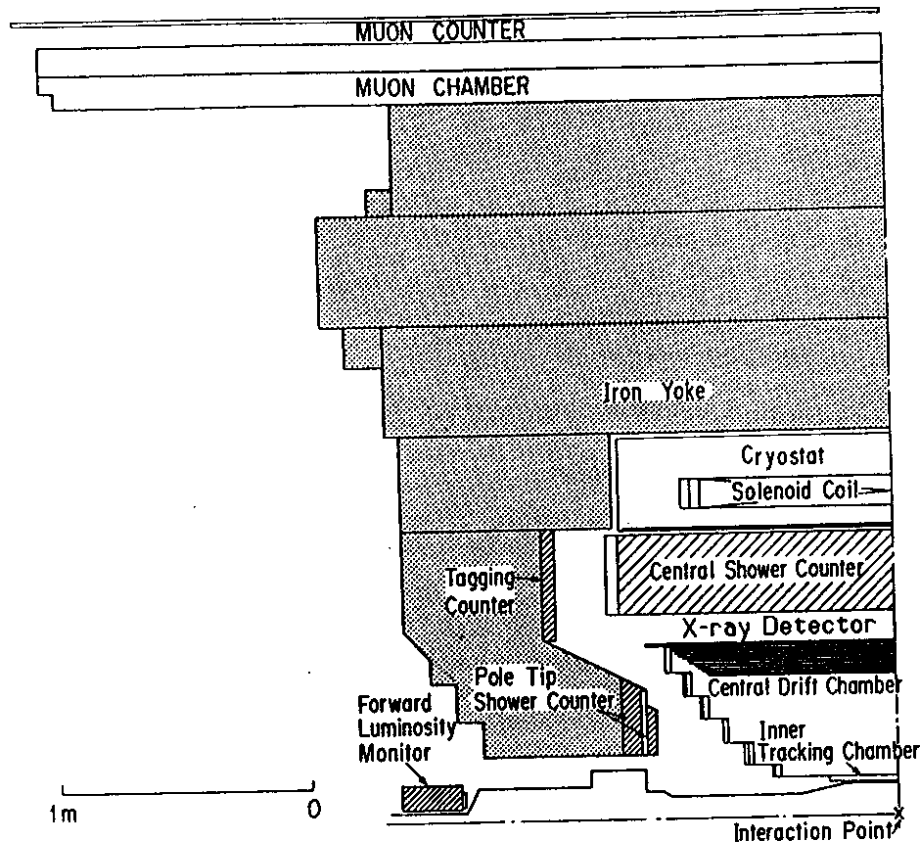 MUON COUNTER
MUON CHAMBER
Iron Yoke
Cryostat
Solenoid Coil
Tagging
Counter
Central Shower Counter
X-ray Detector
Pole Tip
Shower Counter
Central Drift Chamber
Forward
Luminosity
Monitor
Inner
Tracking Chamber
1m
0
Interaction Point